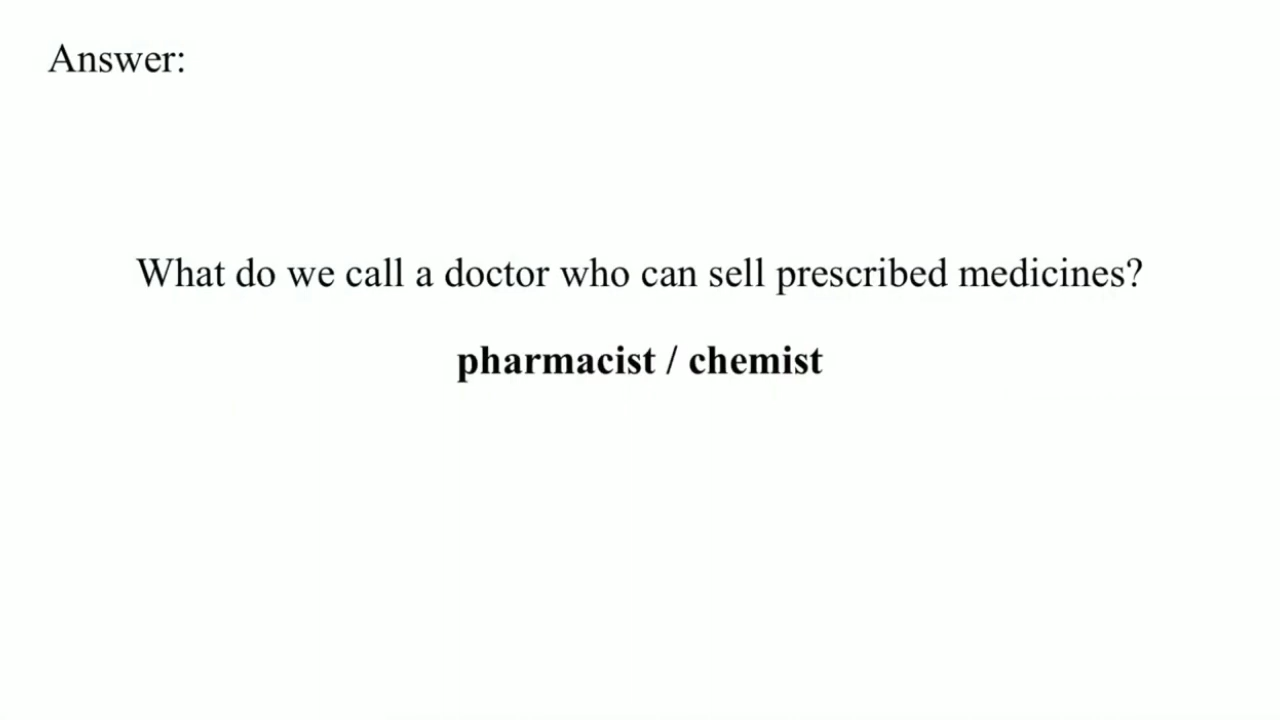 Answer:
What do we call a doctor who can sell prescribed medicines?
pharmacist / chemist